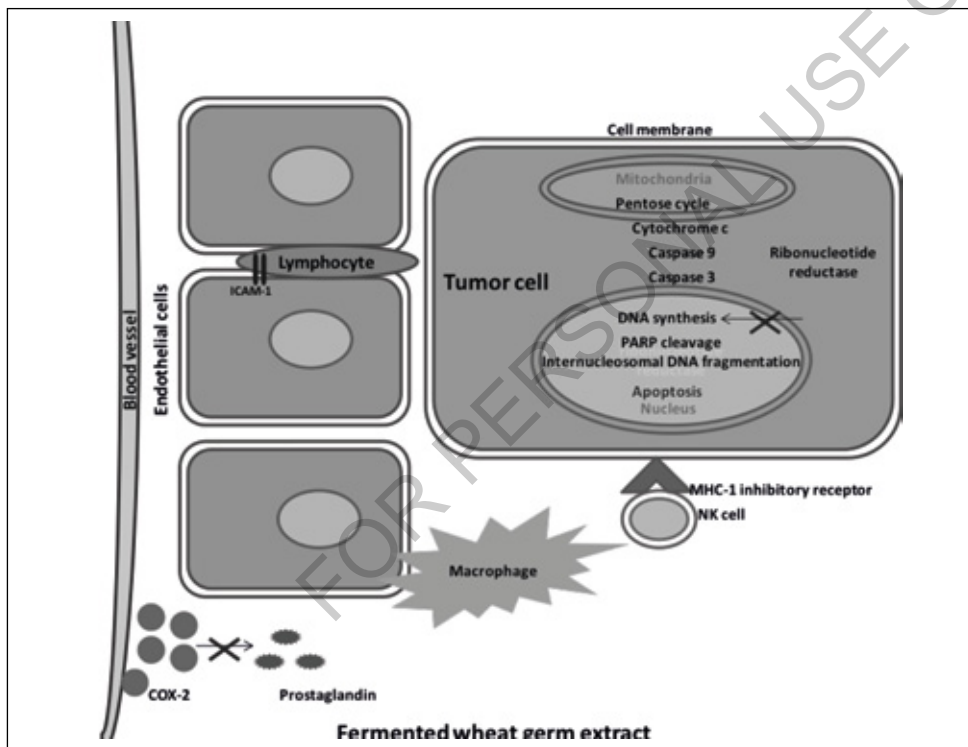 FOR PERSONAL USE
Cell membrane
Mitochondria
Pentose cycle
Cytochrome c
Caspase 9
Caspase 3
Ribonucleotide
reductase
Tumor cell
DNA synthesis
PARP cleavage
Internucleosomal DNA fragmentation
reductase
Apoptosis
Nucleus
Lymphocyte
ICAM-1
Blood vessel
Endothelial cells
MHC-1 inhibitory receptor
NK cell
Macrophage
COX-2
Prostaglandin
Fermented wheat germ extract